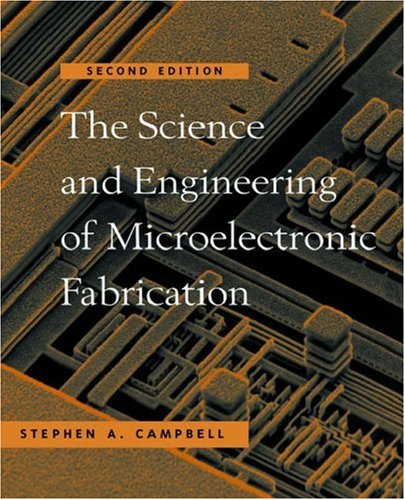 SECOND EDITION
The Science
and Engineering
of Microelectronic
Fabrication
STEPHEN A. CAMPBELL